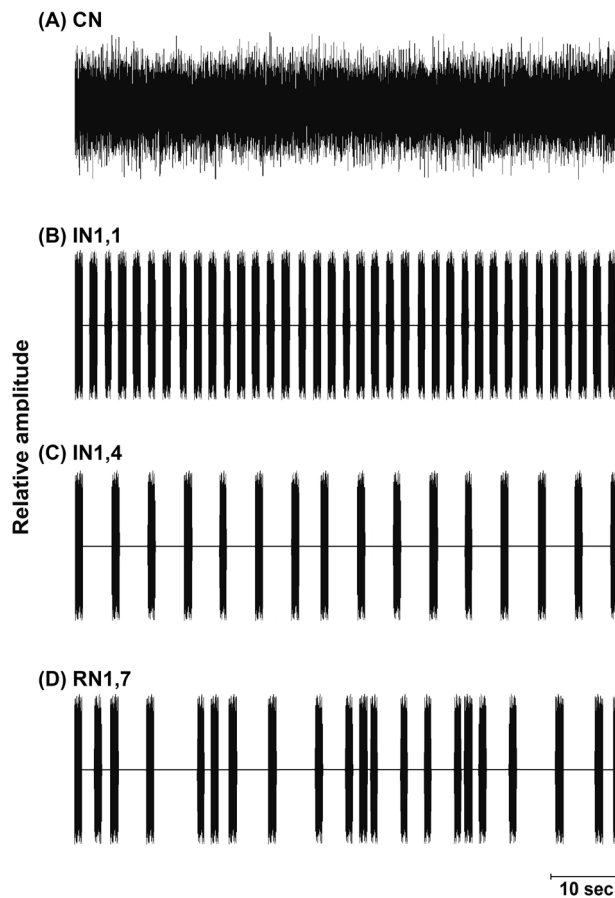 (A) CN
(B) IN1,1
(C) IN1,4
(D) RN1,7
Relative amplitude
10 sec